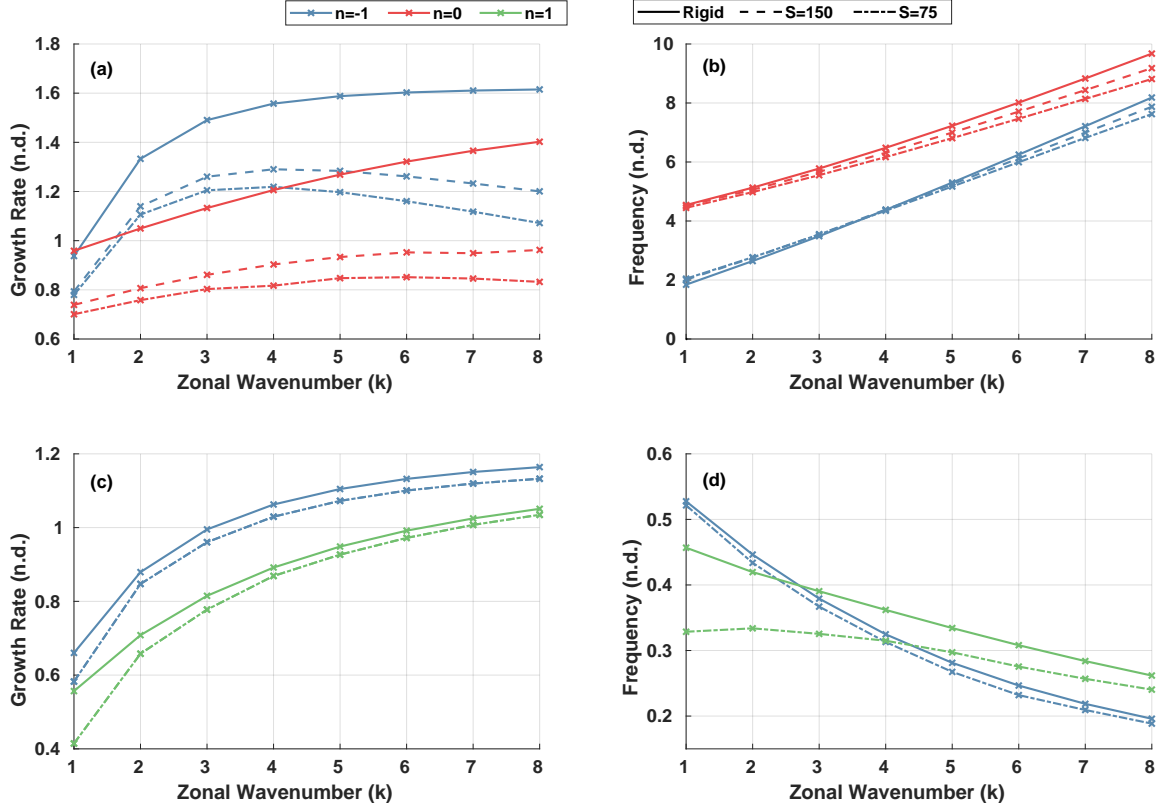 n=-1 n=0 n=1
Rigid S=150 S=75
(a)
1.8
1.6
1.4
1.2
1
0.8
0.6
Growth Rate (n.d.)
1 2 3 4 5 6 7 8
Zonal Wavenumber (k)
(b)
10
8
6
4
2
0
Frequency (n.d.)
1 2 3 4 5 6 7 8
Zonal Wavenumber (k)
(c)
1.2
1
0.8
0.6
0.4
Growth Rate (n.d.)
1 2 3 4 5 6 7 8
Zonal Wavenumber (k)
(d)
0.6
0.5
0.4
0.3
0.2
Frequency (n.d.)
1 2 3 4 5 6 7 8
Zonal Wavenumber (k)